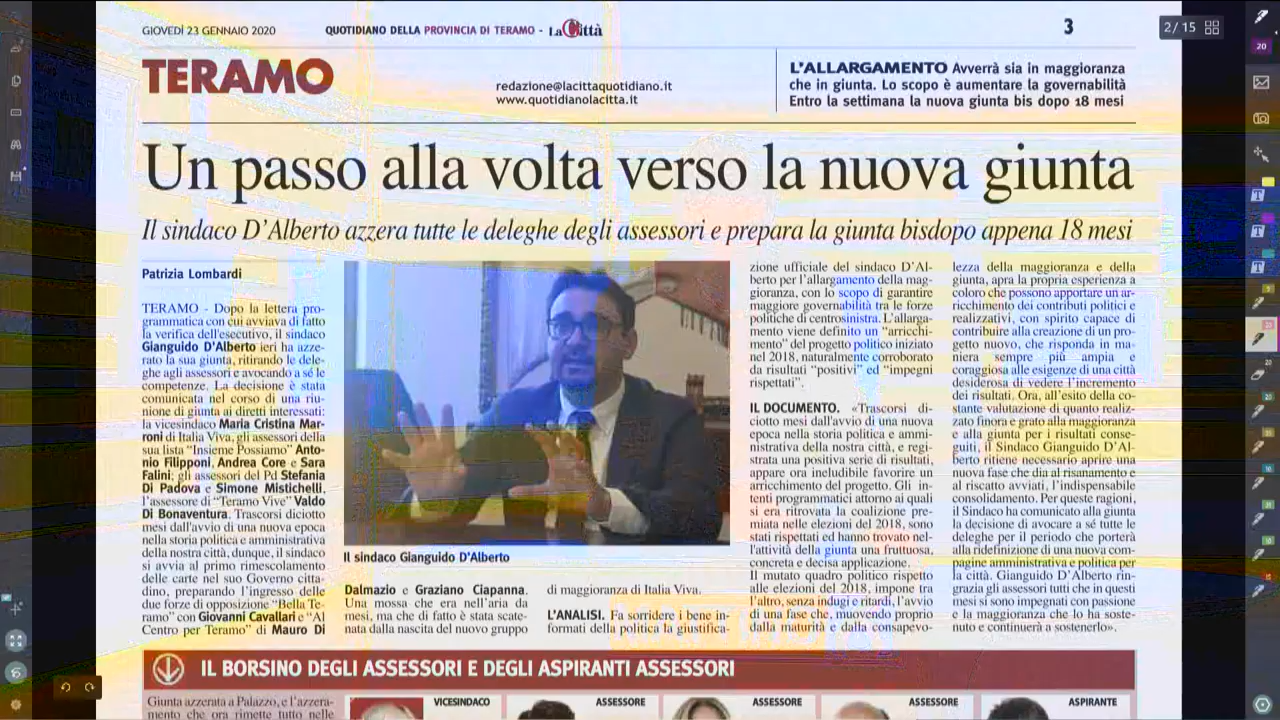 GIOVEDÌ 23 GENNAIO 2020
QUOTIDIANO DELLA PROVINCIA DI TERAMO - La Città
3
2/ 15
TERAMO
redazione@lacittaquotidiano.it
www.quotidianolacitta.it
L'ALLARGAMENTO Avverrà sia in maggioranza
che in giunta. Lo scopo è aumentare la governabilità
Entro la settimana la nuova giunta bis dopo 18 mesi
Un passo alla volta verso la nuova giunta
Il sindaco D'Alberto azzera tutte le deleghe degli assessori e prepara la giunta bisdopo appena 18 mesi
Patrizia Lombardi
TERAMO - Dopo la lettera pro-
grammatica con cui avviava di fatto
la verifica dell'esecutivo, il sindaco
Gianguido D'Alberto ieri ha azze-
rato la sua giunta, ritirando le dele-
ghe agli assessori e avocando a sé le
competenze. La decisione è stata
comunicata nel corso di una riu-
nione di giunta ai diretti interessati:
la vicesindaco Maria Cristina Mar-
roni di Italia Viva, gli assessori della
sua lista "Insieme Possiamo" Anto-
nio Filipponi, Andrea Core e Sara
Falini; gli assessori del Pd Stefania
Di Padova e Simone Mistichelli,
l'assessore di "Teramo Vive" Valdo
Di Bonaventura. Trascorsi diciotto
mesi dall'avvio di una nuova epoca
nella storia politica e amministrativa
della nostra città, dunque, il sindaco
si avvia al primo rimescolamento
delle carte nel suo Governo citta-
dino, preparando l'ingresso delle
due forze di opposizione "Bella Te-
ramo" con Giovanni Cavallari e "Al
Centro per Teramo" di Mauro Di
Il sindaco Gianguido D'Alberto
Dalmazio e Graziano Ciapanna.
Una mossa che era nell'aria da
mesi, ma che di fatto è stata scate-
nata dalla nascita del nuovo gruppo
di maggioranza di Italia Viva.
L'ANALISI. Fa sorridere i bene in-
formati della politica la giustifica-
zione ufficiale del sindaco D'Al-
berto per l'allargamento della mag-
gioranza, con lo scopo di garantire
maggiore governabilità tra le forze
politiche di centrosinistra. L'allarga-
mento viene definito un "arricchi-
mento" del progetto politico iniziato
nel 2018, naturalmente corroborato
da risultati "positivi" ed "impegni
rispettati".
IL DOCUMENTO. «Trascorsi di-
ciotto mesi dall'avvio di una nuova
epoca nella storia politica e ammi-
nistrativa della nostra città, e regi-
strata una positiva serie di risultati,
appare ora ineludibile favorire un
arricchimento del progetto. Gli in-
tenti programmatici attorno ai quali
si era ritrovata la coalizione pre-
miata nelle elezioni del 2018, sono
stati rispettati ed hanno trovato nel-
l'attività della giunta una fruttuosa,
concreta e decisa applicazione.
Il mutato quadro politico rispetto
alle elezioni del 2018, impone tra
l'altro, senza indugi e ritardi, l'avvio
di una fase che, muovendo proprio
dalla maturità e dalla consapevo-
lezza della maggioranza e della
giunta, apra la propria esperienza a
coloro che possono apportare un ar-
ricchimento dei contributi politici e
realizzativi, con spirito capace di
contribuire alla creazione di un pro-
getto nuovo, che risponda in ma-
niera sempre più ampia e
coraggiosa alle esigenze di una città
desiderosa di vedere l'incremento
dei risultati. Ora, all'esito della co-
stante valutazione di quanto realiz-
zato finora e grato alla maggioranza
e alla giunta per i risultati conse-
guiti, il Sindaco Gianguido D'Al-
berto ritiene necessario aprire una
nuova fase che dia al risanamento e
al riscatto avviati, l'indispensabile
consolidamento. Per queste ragioni,
il Sindaco ha comunicato alla giunta
la decisione di avocare a sé tutte le
deleghe per il periodo che porterà
alla ridefinizione di una nuova com-
pagine amministrativa e politica per
la città. Gianguido D'Alberto rin-
grazia gli assessori tutti che in questi
mesi si sono impegnati con passione
e la maggioranza che lo ha soste-
nuto e continuerà a sostenerlo».
IL BORSINO DEGLI ASSESSORI E DEGLI ASPIRANTI ASSESSORI
Giunta azzerata a Palazzo, e l'azzera-
mento che ora rimette tutto nelle
VICESINDACO
ASSESSORE
ASSESSORE
ASSESSORE
ASPIRANTE
20